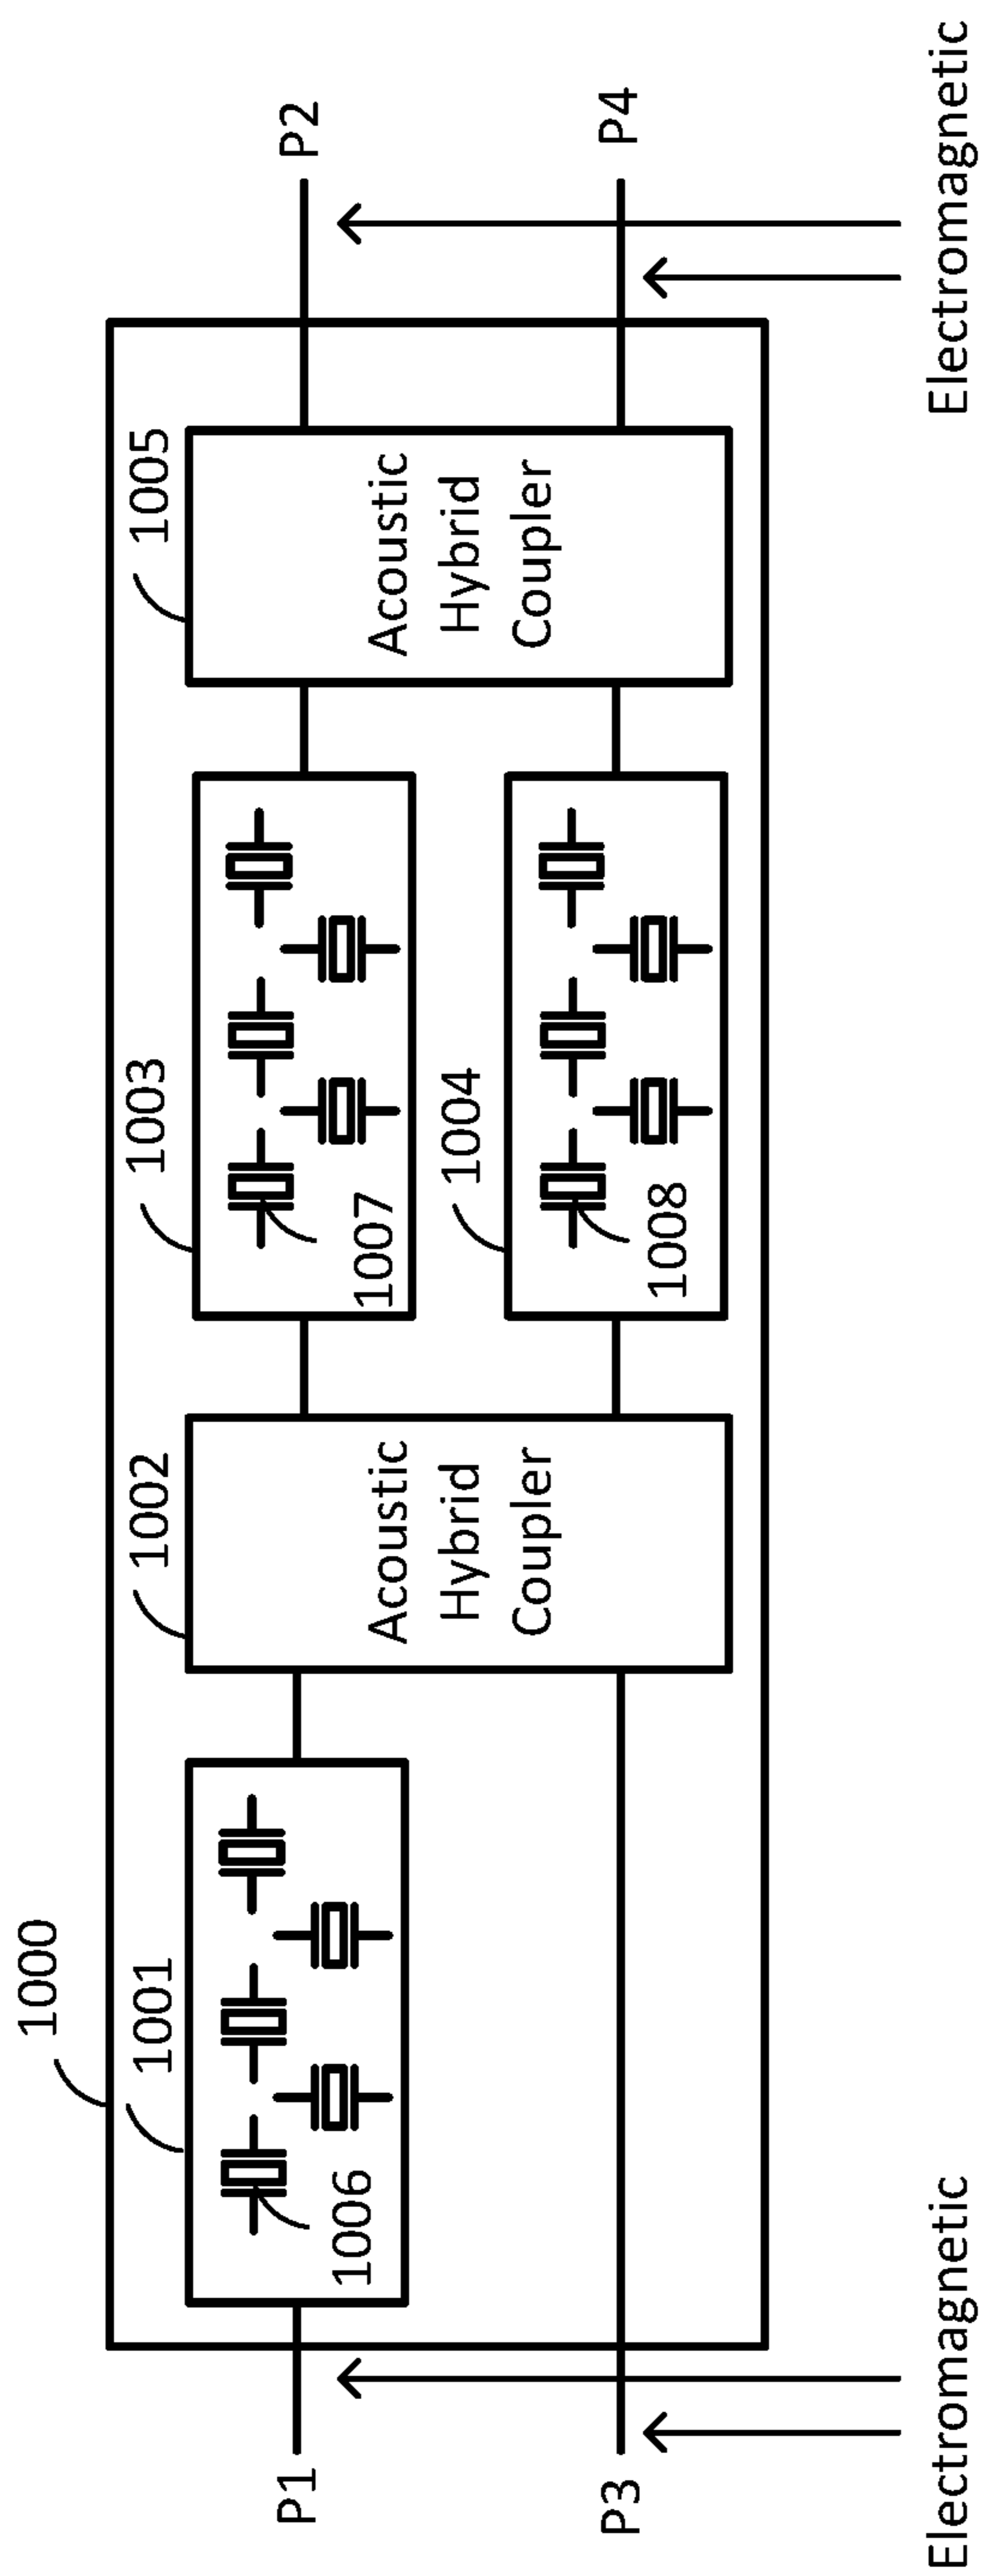 1000
1001
1002
1003
1005
P1
1006
Acoustic
Hybrid
Coupler
1007
1004
1008
Acoustic
Hybrid
Coupler
P2
P3
P4
Electromagnetic
Electromagnetic